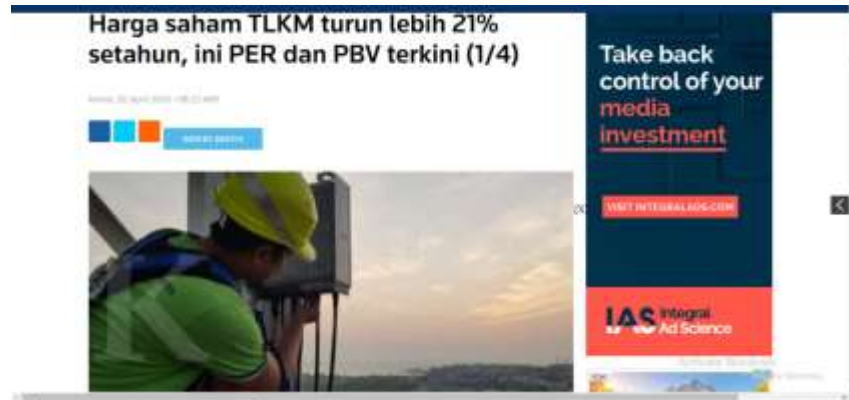 Harga saham TLKM turun lebih 21%
setahun, ini PER dan PBV terkini (1/4)
Take back
control of your
media
investment
VISIT INTEGRALADS.COM
IAS Integral
Ad Science
K